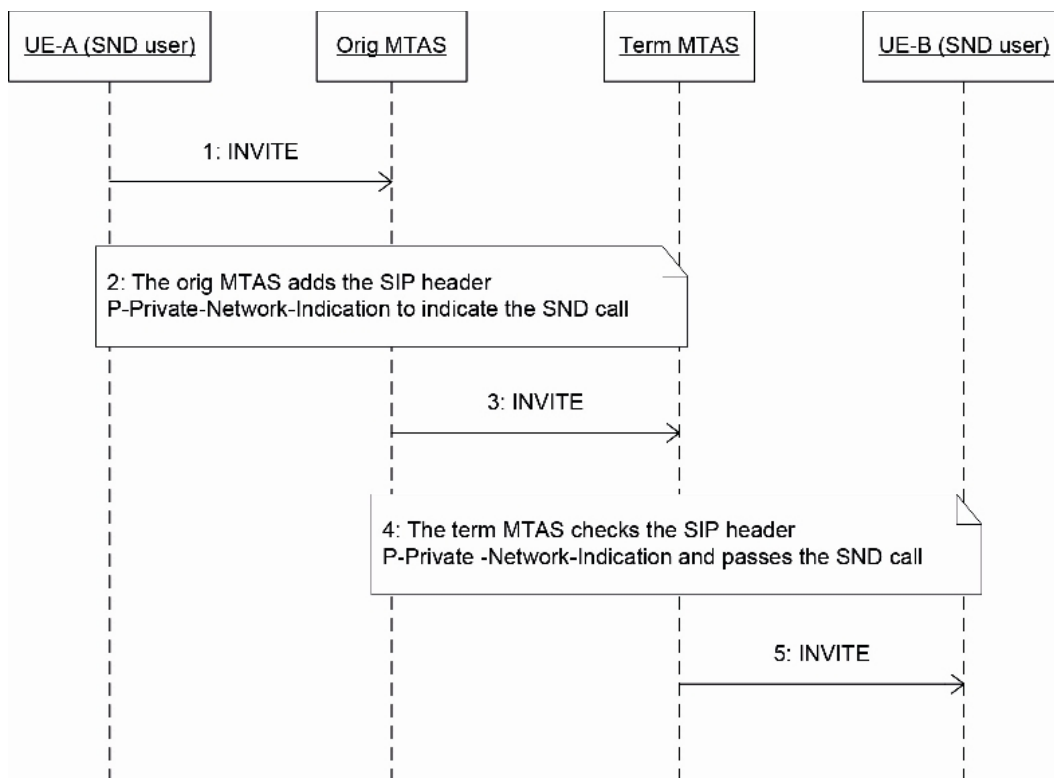 UE-A (SND user)
Orig MTAS
Term MTAS
UE-B (SND user)
1: INVITE
2: The orig MTAS adds the SIP header
P-Private-Network-Indication to indicate the SND call
3: INVITE
4: The term MTAS checks the SIP header
P-Private -Network-Indication and passes the SND call
5: INVITE